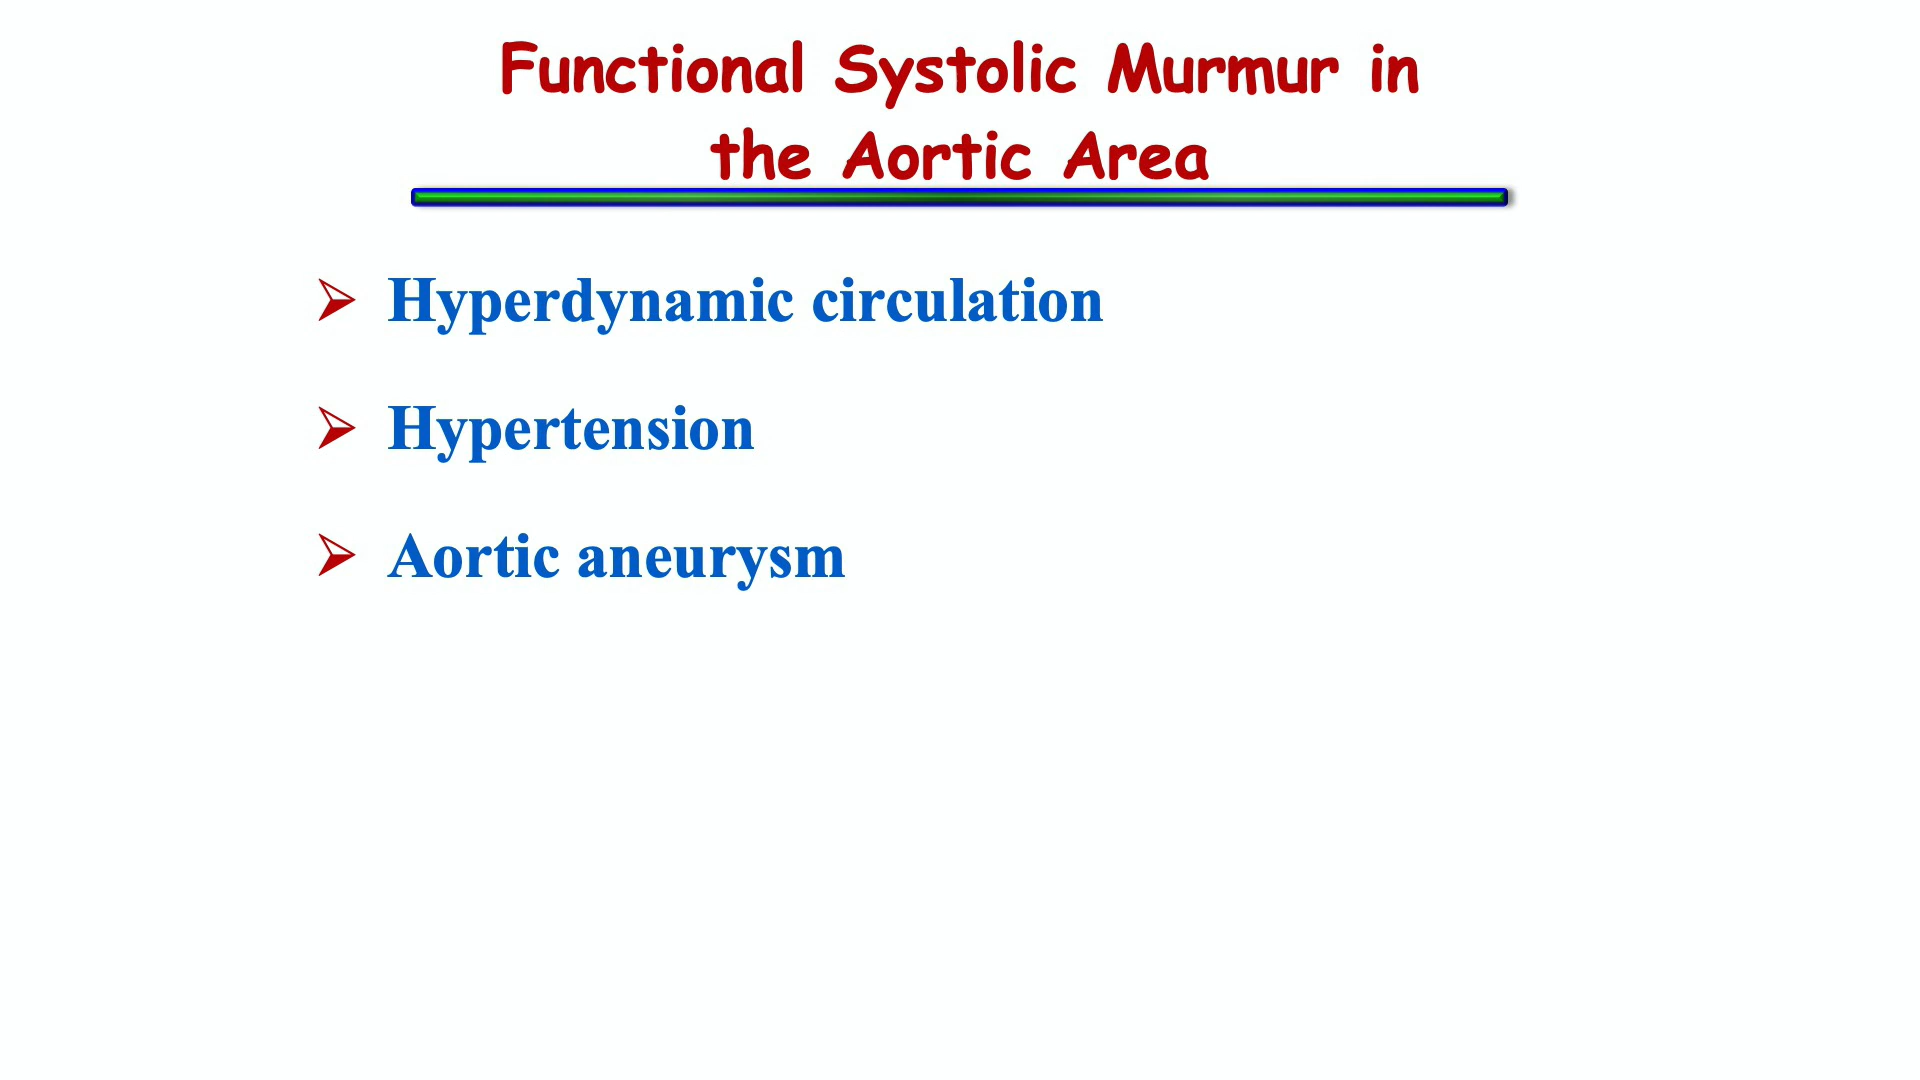 Functional Systolic Murmur in
the Aortic Area
Hyperdynamic circulation
Hypertension
Aortic aneurysm